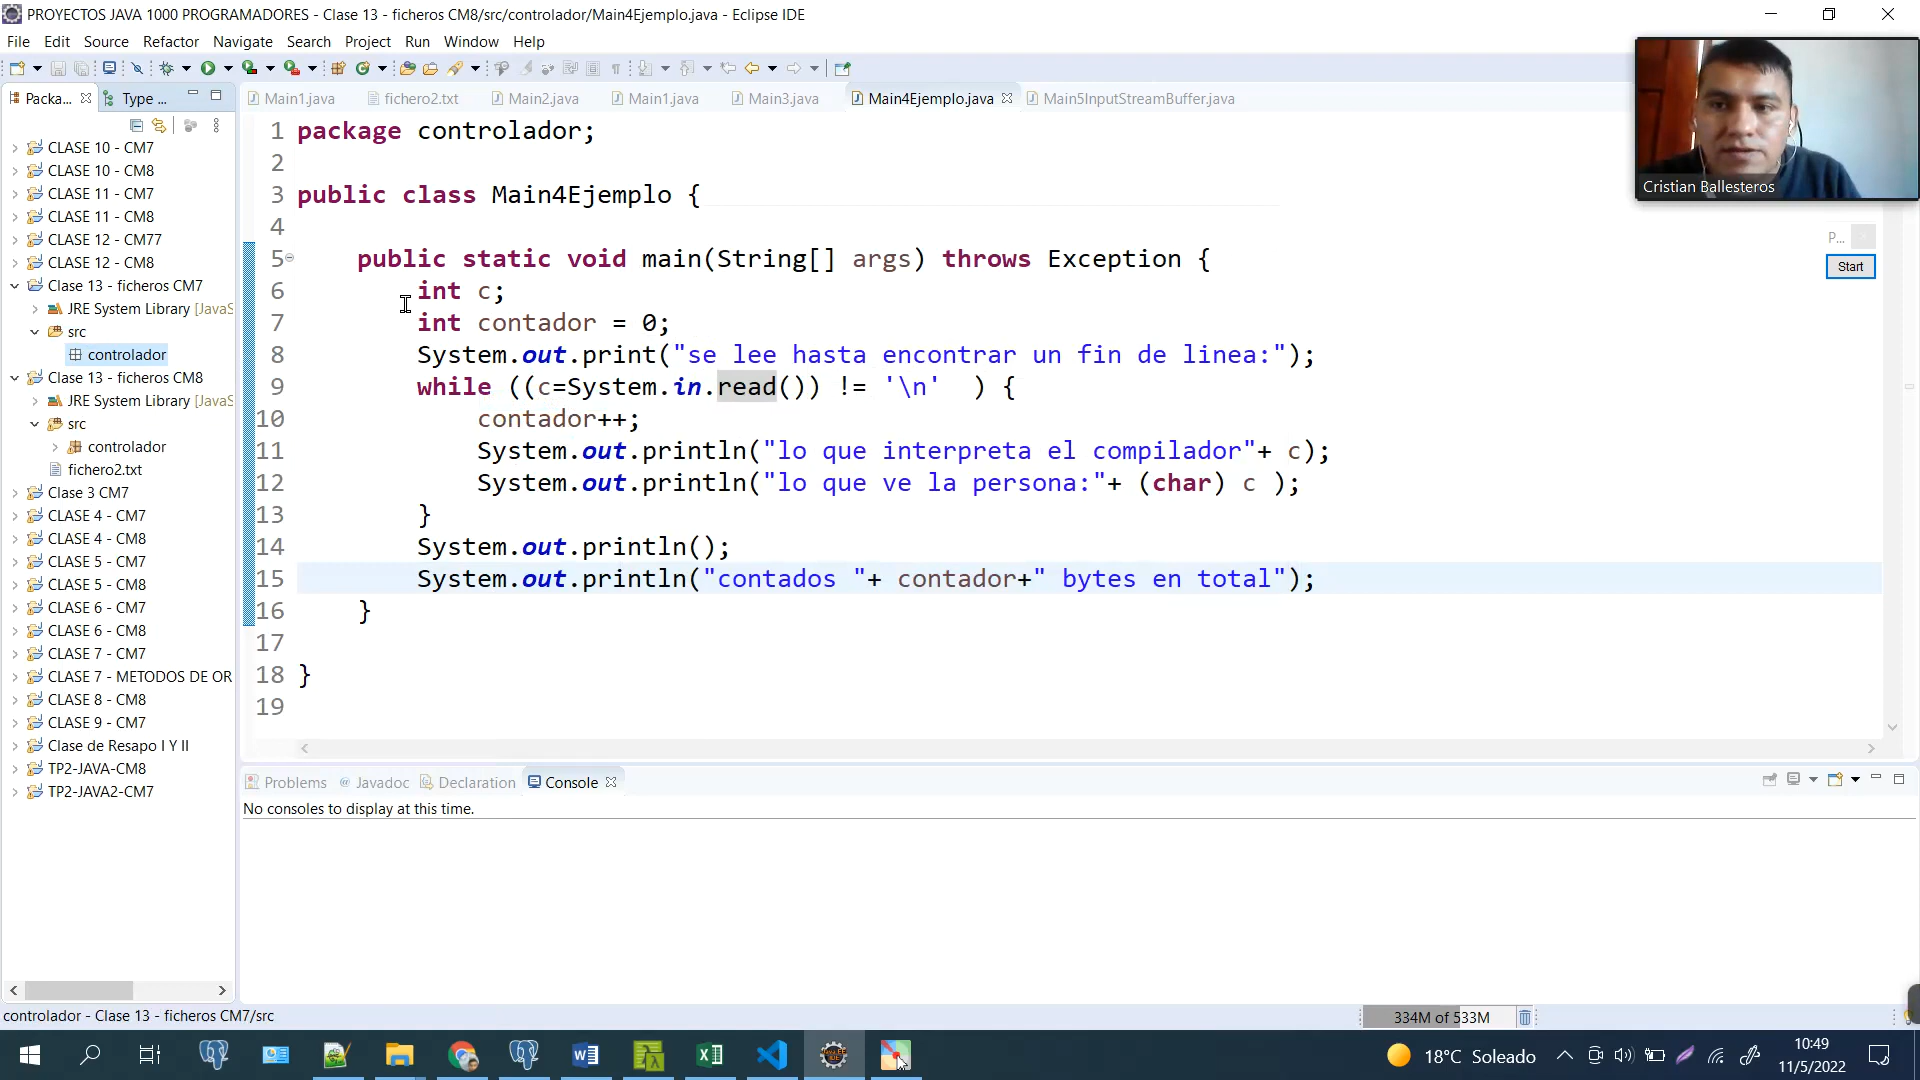 PROYECTOS JAVA 1000 PROGRAMADORES - Clase 13 - ficheros CM8/src/controlador/Main4Ejemplo.java - Eclipse IDE
File Edit Source Refactor Navigate Search Project Run Window Help
Packa... Type ...
Main1.java fichero2.txt Main2.java Main1.java Main3.java Main4Ejemplo.java Main5InputStreamBuffer.java
CLASE 10 - CM7
CLASE 10 - CM8
CLASE 11 - CM7
CLASE 11 - CM8
CLASE 12 - CM77
CLASE 12 - CM8
Clase 13 - ficheros CM7
JRE System Library [JavaS
src
controlador
Clase 13 - ficheros CM8
JRE System Library [JavaS
src
controlador
fichero2.txt
Clase 3 CM7
CLASE 4 - CM7
CLASE 4 - CM8
CLASE 5 - CM7
CLASE 5 - CM8
CLASE 6 - CM7
CLASE 6 - CM8
CLASE 7 - CM7
CLASE 7 - METODOS DE OR
CLASE 8 - CM8
CLASE 9 - CM7
Clase de Resapo I Y II
TP2-JAVA-CM8
TP2-JAVA2-CM7
1 package controlador;
2
3 public class Main4Ejemplo {
4
5 public static void main(String[] args) throws Exception {
6 int c;
7 int contador = 0;
8 System.out.print("se lee hasta encontrar un fin de linea:");
9 while ((c=System.in.read()) != '\n'  ) {
10 contador++;
11 System.out.println("lo que interpreta el compilador"+ c);
12 System.out.println("lo que ve la persona:"+ (char) c );
13 }
14 System.out.println();
15 System.out.println("contados "+ contador+" bytes en total");
16 }
17
18 }
19
Cristian Ballesteros
P...
Start
Problems Javadoc Declaration Console
No consoles to display at this time.
controlador - Clase 13 - ficheros CM7/src
334M of 533M
18°C Soleado
10:49
11/5/2022